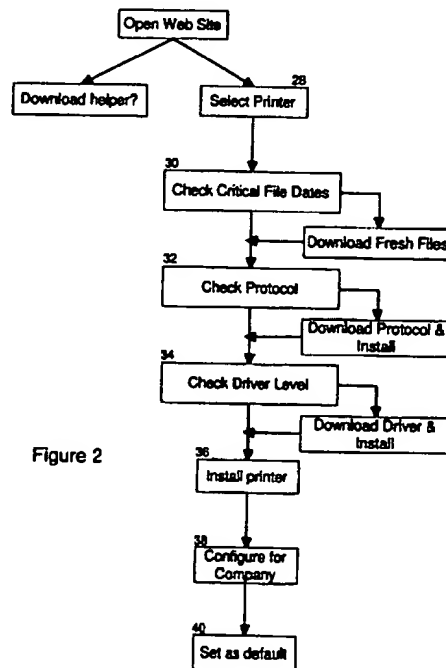 Open Web Site
Download helper?
28
Select Printer
30
Check Critical File Dates
Download Fresh Files
32
Check Protocol
Download Protocol &
Install
34
Check Driver Level
Download Driver &
Install
Figure 2
36
Install printer
38
Configure for
Company
40
Set as default